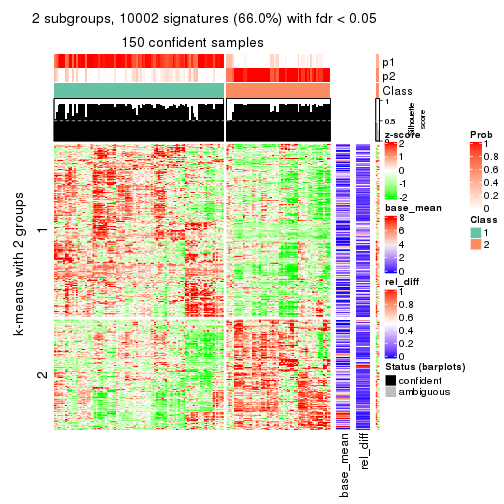 2 subgroups, 10002 signatures (66.0%) with fdr < 0.05
150 confident samples
p1
p2
Class
1
0.5
0
Silhouette
score
k-means with 2 groups
1
2
base_mean
rel_diff
z-score
2
1
0
-1
-2
base_mean
8
6
4
2
0
rel_diff
1
0.8
0.6
0.4
0.2
0
Status (barplots)
confident
ambiguous
Prob
1
0.8
0.6
0.4
0.2
0
Class
1
2